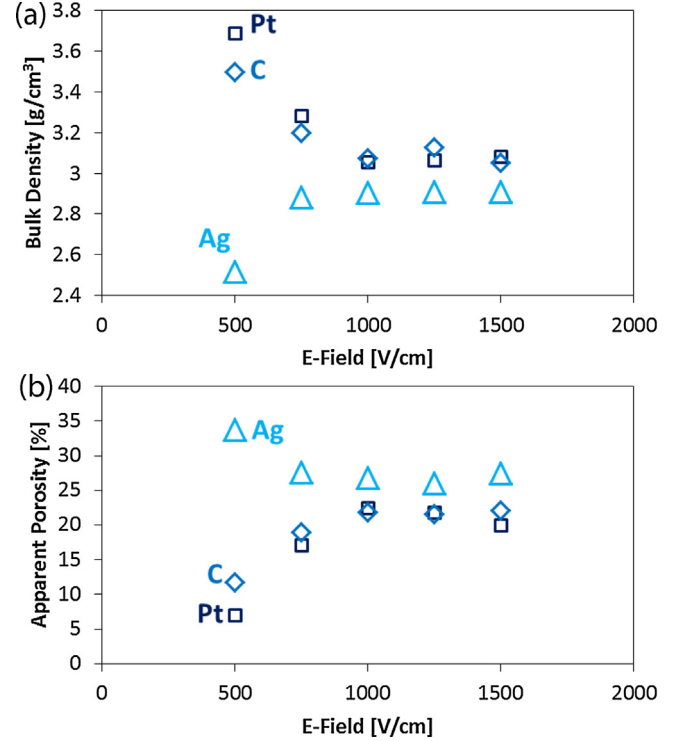 (a)
3.8
3.6
3.4
3.2
3
2.8
2.6
2.4
Bulk Density [g/cm³]
Pt
C
Ag
0 500 1000 1500 2000
E-Field [V/cm]
(b)
40
35
30
25
20
15
10
5
0
Apparent Porosity [%]
Ag
C
Pt
0 500 1000 1500 2000
E-Field [V/cm]